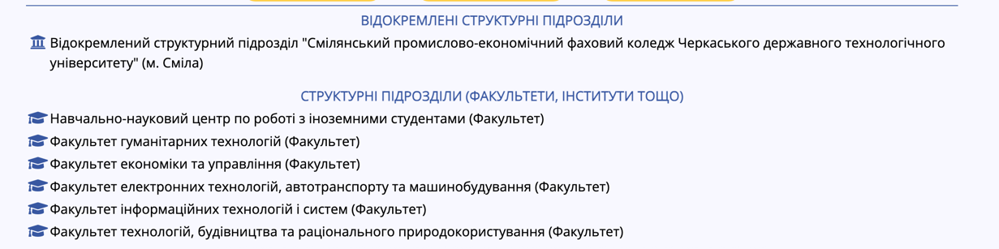 ВІДОКРЕМЛЕНІ СТРУКТУРНІ ПІДРОЗДІЛИ
Відокремлений структурний підрозділ "Смілянський промислово-економічний фаховий коледж Черкаського державного технологічного
університету" (м. Сміла)
СТРУКТУРНІ ПІДРОЗДІЛИ (ФАКУЛЬТЕТИ, ІНСТИТУТИ ТОЩО)
Навчально-науковий центр по роботі з іноземними студентами (Факультет)
Факультет гуманітарних технологій (Факультет)
Факультет економіки та управління (Факультет)
Факультет електронних технологій, автотранспорту та машинобудування (Факультет)
Факультет інформаційних технологій і систем (Факультет)
Факультет технологій, будівництва та раціонального природокористування (Факультет)